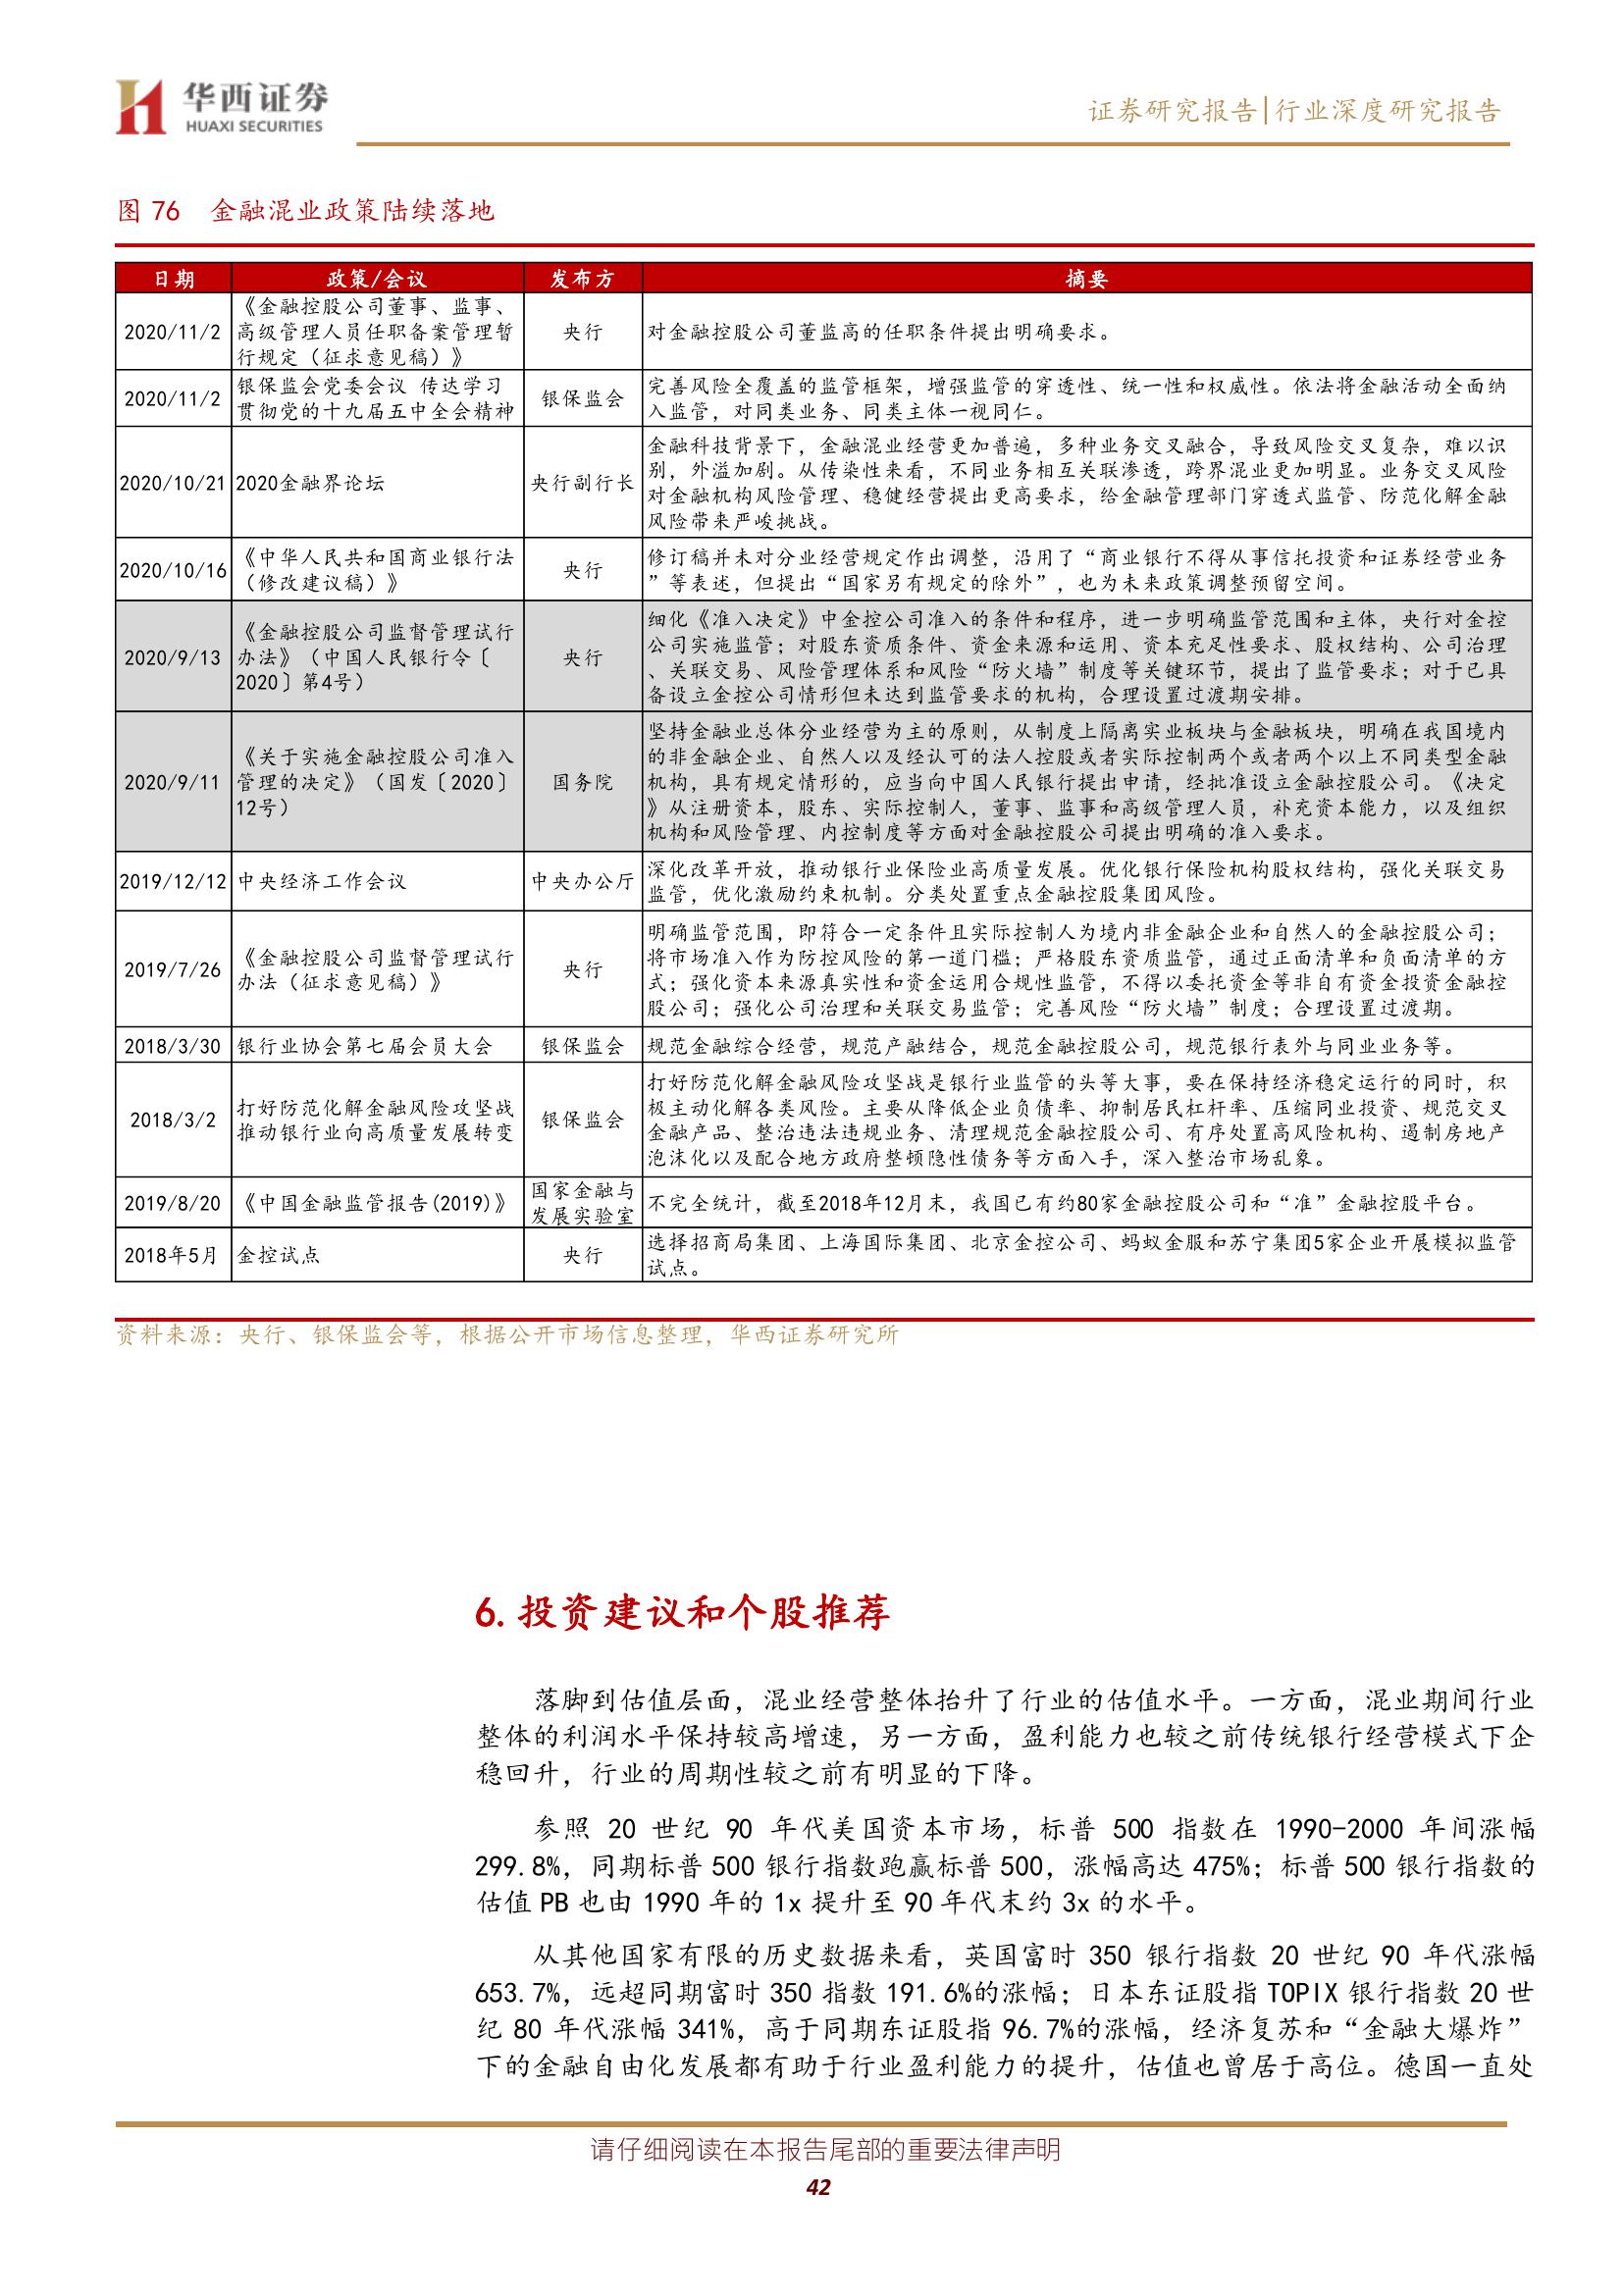 华西证券
HUAXI SECURITIES
证券研究报告|行业深度研究报告
图 76 金融混业政策陆续落地
日期 政策/会议 发布方 摘要
2020/11/2
《金融控股公司董事、监事、
高级管理人员任职备案管理暂
行规定（征求意见稿）》
央行
对金融控股公司董监高的任职条件提出明确要求。
2020/11/2
银保监会党委会议 传达学习
贯彻党的十九届五中全会精神
银保监会
完善风险全覆盖的监管框架，增强监管的穿透性、统一性和权威性。依法将金融活动全面纳
入监管，对同类业务、同类主体一视同仁。
2020/10/21
2020金融界论坛
央行副行长
金融科技背景下，金融混业经营更加普遍，多种业务交叉融合，导致风险交叉复杂，难以识
别，外溢加剧。从传染性来看，不同业务相互关联渗透，跨界混业更加明显。业务交叉风险
对金融机构风险管理、稳健经营提出更高要求，给金融管理部门穿透式监管、防范化解金融
风险带来严峻挑战。
2020/10/16
《中华人民共和国商业银行法
（修改建议稿）》
央行
修订稿并未对分业经营规定作出调整，沿用了“商业银行不得从事信托投资和证券经营业务
”等表述，但提出“国家另有规定的除外”，也为未来政策调整预留空间。
2020/9/13
《金融控股公司监督管理试行
办法》（中国人民银行令〔
2020〕第4号）
央行
细化《准入决定》中金控公司准入的条件和程序，进一步明确监管范围和主体，央行对金控
公司实施监管；对股东资质条件、资金来源和运用、资本充足性要求、股权结构、公司治理
、关联交易、风险管理体系和风险“防火墙”制度等关键环节，提出了监管要求；对于已具
备设立金控公司情形但未达到监管要求的机构，合理设置过渡期安排。
2020/9/11
《关于实施金融控股公司准入
管理的决定》（国发〔2020〕
12号）
国务院
坚持金融业总体分业经营为主的原则，从制度上隔离实业板块与金融板块，明确在我国境内
的非金融企业、自然人以及经认可的法人控股或者实际控制两个或者两个以上不同类型金融
机构，具有规定情形的，应当向中国人民银行提出申请，经批准设立金融控股公司。《决定
》从注册资本，股东、实际控制人，董事、监事和高级管理人员，补充资本能力，以及组织
机构和风险管理、内控制度等方面对金融控股公司提出明确的准入要求。
2019/12/12
中央经济工作会议
中央办公厅
深化改革开放，推动银行业保险业高质量发展。优化银行保险机构股权结构，强化关联交易
监管，优化激励约束机制。分类处置重点金融控股集团风险。
2019/7/26
《金融控股公司监督管理试行
办法（征求意见稿）》
央行
明确监管范围，即符合一定条件且实际控制人为境内非金融企业和自然人的金融控股公司；
将市场准入作为防控风险的第一道门槛；严格股东资质监管，通过正面清单和负面清单的方
式；强化资本来源真实性和资金运用合规性监管，不得以委托资金等非自有资金投资金融控
股公司；强化公司治理和关联交易监管；完善风险“防火墙”制度；合理设置过渡期。
2018/3/30
银行业协会第七届会员大会
银保监会
规范金融综合经营，规范产融结合，规范金融控股公司，规范银行表外与同业业务等。
2018/3/2
打好防范化解金融风险攻坚战
推动银行业向高质量发展转变
银保监会
打好防范化解金融风险攻坚战是银行业监管的头等大事，要在保持经济稳定运行的同时，积
极主动化解各类风险。主要从降低企业负债率、抑制居民杠杆率、压缩同业投资、规范交叉
金融产品、整治违法违规业务、清理规范金融控股公司、有序处置高风险机构、遏制房地产
泡沫化以及配合地方政府整顿隐性债务等方面入手，深入整治市场乱象。
2019/8/20
《中国金融监管报告(2019)》
国家金融与
发展实验室
不完全统计，截至2018年12月末，我国已有约80家金融控股公司和“准”金融控股平台。
2018年5月
金控试点
央行
选择招商局集团、上海国际集团、北京金控公司、蚂蚁金服和苏宁集团5家企业开展模拟监管
试点。
资料来源：央行、银保监会等，根据公开市场信息整理，华西证券研究所
6. 投资建议和个股推荐
落脚到估值层面，混业经营整体抬升了行业的估值水平。一方面，混业期间行业
整体的利润水平保持较高增速，另一方面，盈利能力也较之前传统银行经营模式下企
稳回升，行业的周期性较之前有明显的下降。
参照 20 世纪 90 年代美国资本市场，标普 500 指数在 1990-2000 年间涨幅
299.8%，同期标普 500 银行指数跑赢标普 500，涨幅高达 475%；标普 500 银行指数的
估值 PB 也由 1990 年的 1x 提升至 90 年代末约 3x 的水平。
从其他国家有限的历史数据来看，英国富时 350 银行指数 20 世纪 90 年代涨幅
653.7%，远超同期富时 350 指数 191.6%的涨幅；日本东证股指 TOPIX 银行指数 20 世
纪 80 年代涨幅 341%，高于同期东证股指 96.7%的涨幅，经济复苏和“金融大爆炸”
下的金融自由化发展都有助于行业盈利能力的提升，估值也曾居于高位。德国一直处
请仔细阅读在本报告尾部的重要法律声明
42